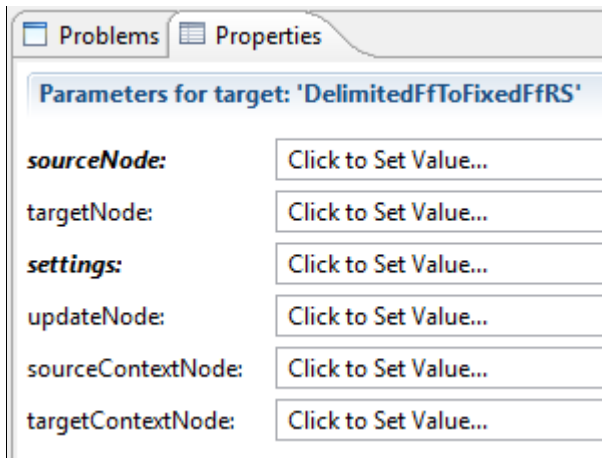 Problems Properties
Parameters for target: 'DelimitedFfToFixedFfRS'
sourceNode: Click to Set Value...
targetNode: Click to Set Value...
settings: Click to Set Value...
updateNode: Click to Set Value...
sourceContextNode: Click to Set Value...
targetContextNode: Click to Set Value...